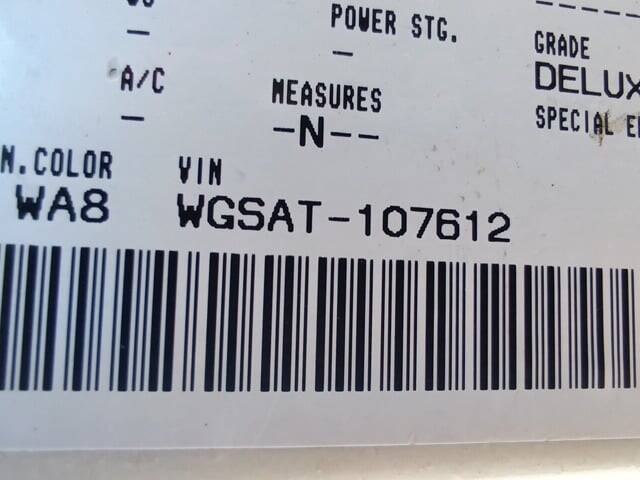 POWER STG.
-
-
GRADE
DELUX
A/C
-
MEASURES
-N--
SPECIAL E
N.COLOR
WA8
VIN
WGSAT-107612